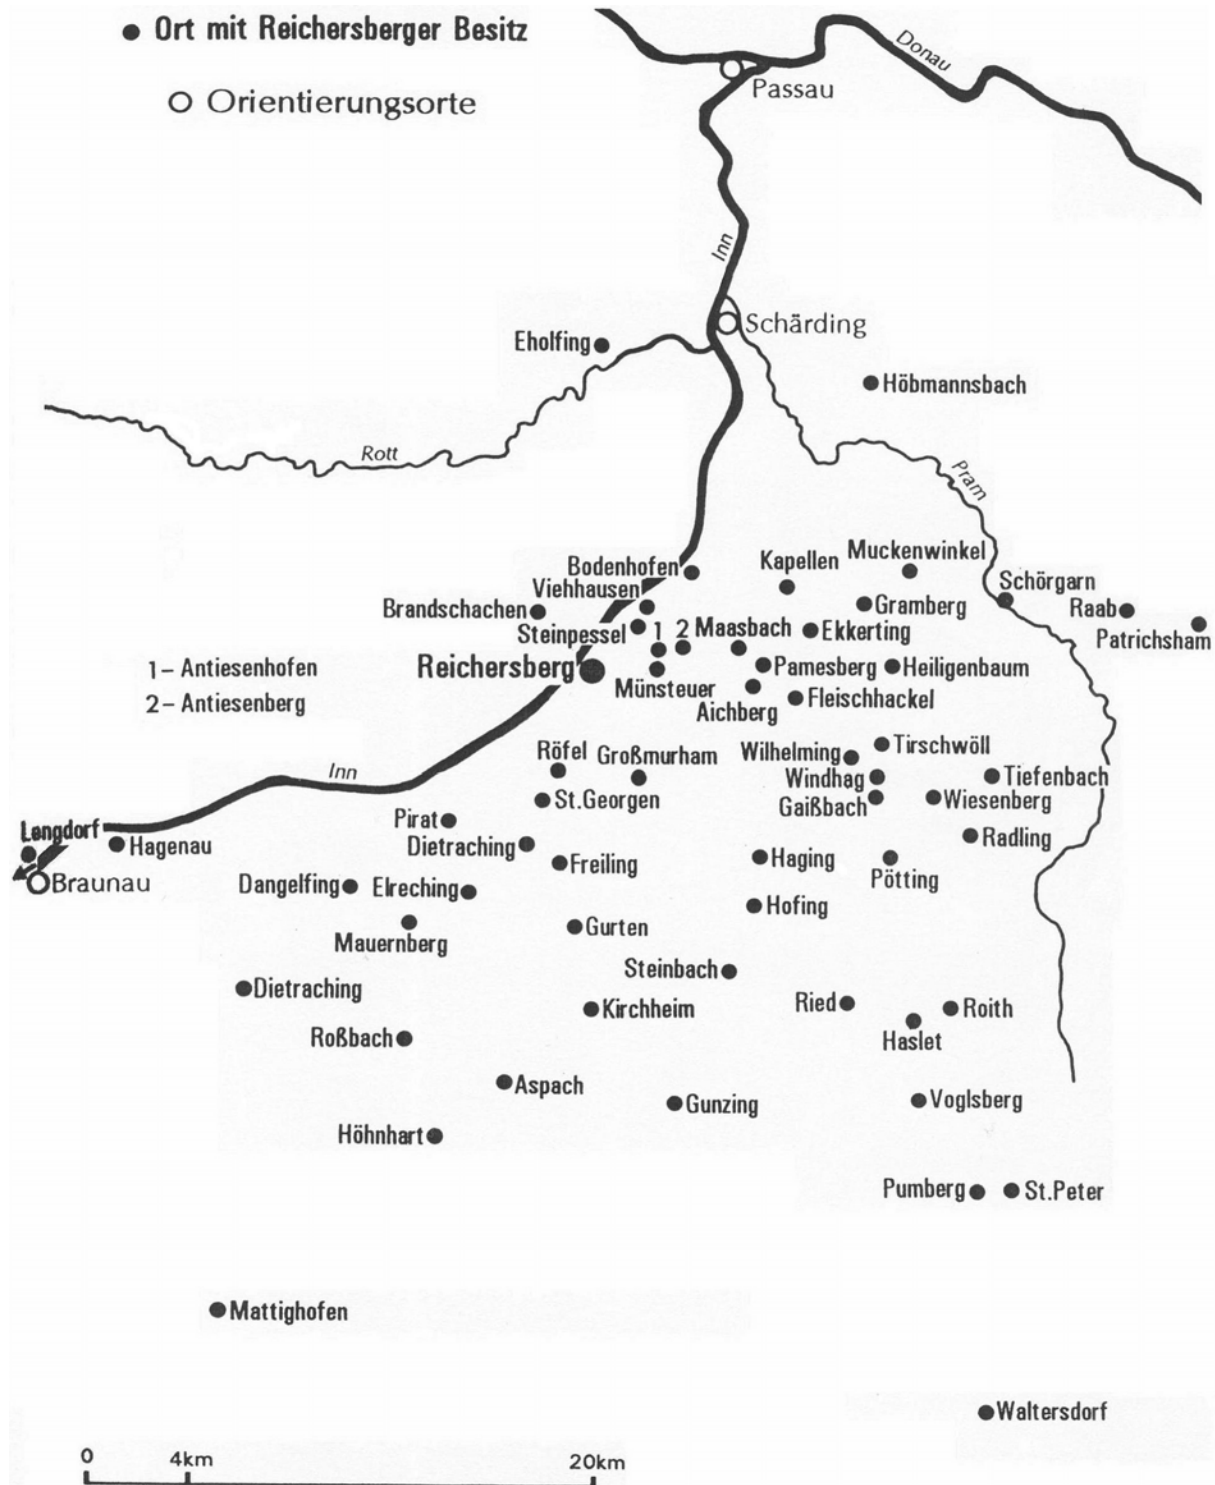 Ort mit Reichersberger Besitz
Orientierungsorte
Donau
Passau
Inn
Schärding
Eholfing
Höbmannsbach
Rott
Pram
Bodenhofen
Kapellen
Muckenwinkel
Viehhausen
Schörgarn
Brandschachen
Gramberg
Raab
Steinpessel
1
2
Maasbach
Ekkerting
Patrichsham
1 – Antiesenhofen
Reichersberg
Pamesberg
Heiligenbaum
Münsteuer
2 – Antiesenberg
Aichberg
Fleischhackel
Röfel
Großmurham
Wilhelming
Tirschwöll
Inn
Windhag
Tiefenbach
St.Georgen
Gaißbach
Wiesenberg
Pirat
Lengdorf
Hagenau
Dietraching
Radling
Freiling
Haging
Braunau
Dangelfing
Elreching
Pötting
Hofing
Mauernberg
Gurten
Steinbach
Dietraching
Kirchheim
Ried
Roith
Roßbach
Haslet
Aspach
Gunzing
Voglsberg
Höhnhart
Pumberg
St.Peter
Mattighofen
Waltersdorf
0
4km
20km